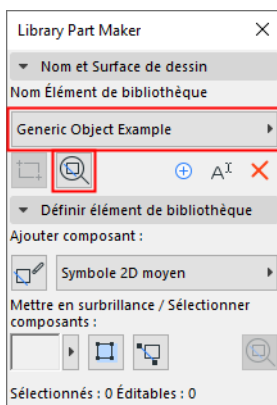 Library Part Maker
Nom et Surface de dessin
Nom Élément de bibliothèque
Generic Object Example
Définir élément de bibliothèque
Ajouter composant :
Symbole 2D moyen
Mettre en surbrillance / Sélectionner
composants :
Sélectionnés : 0 Éditables : 0